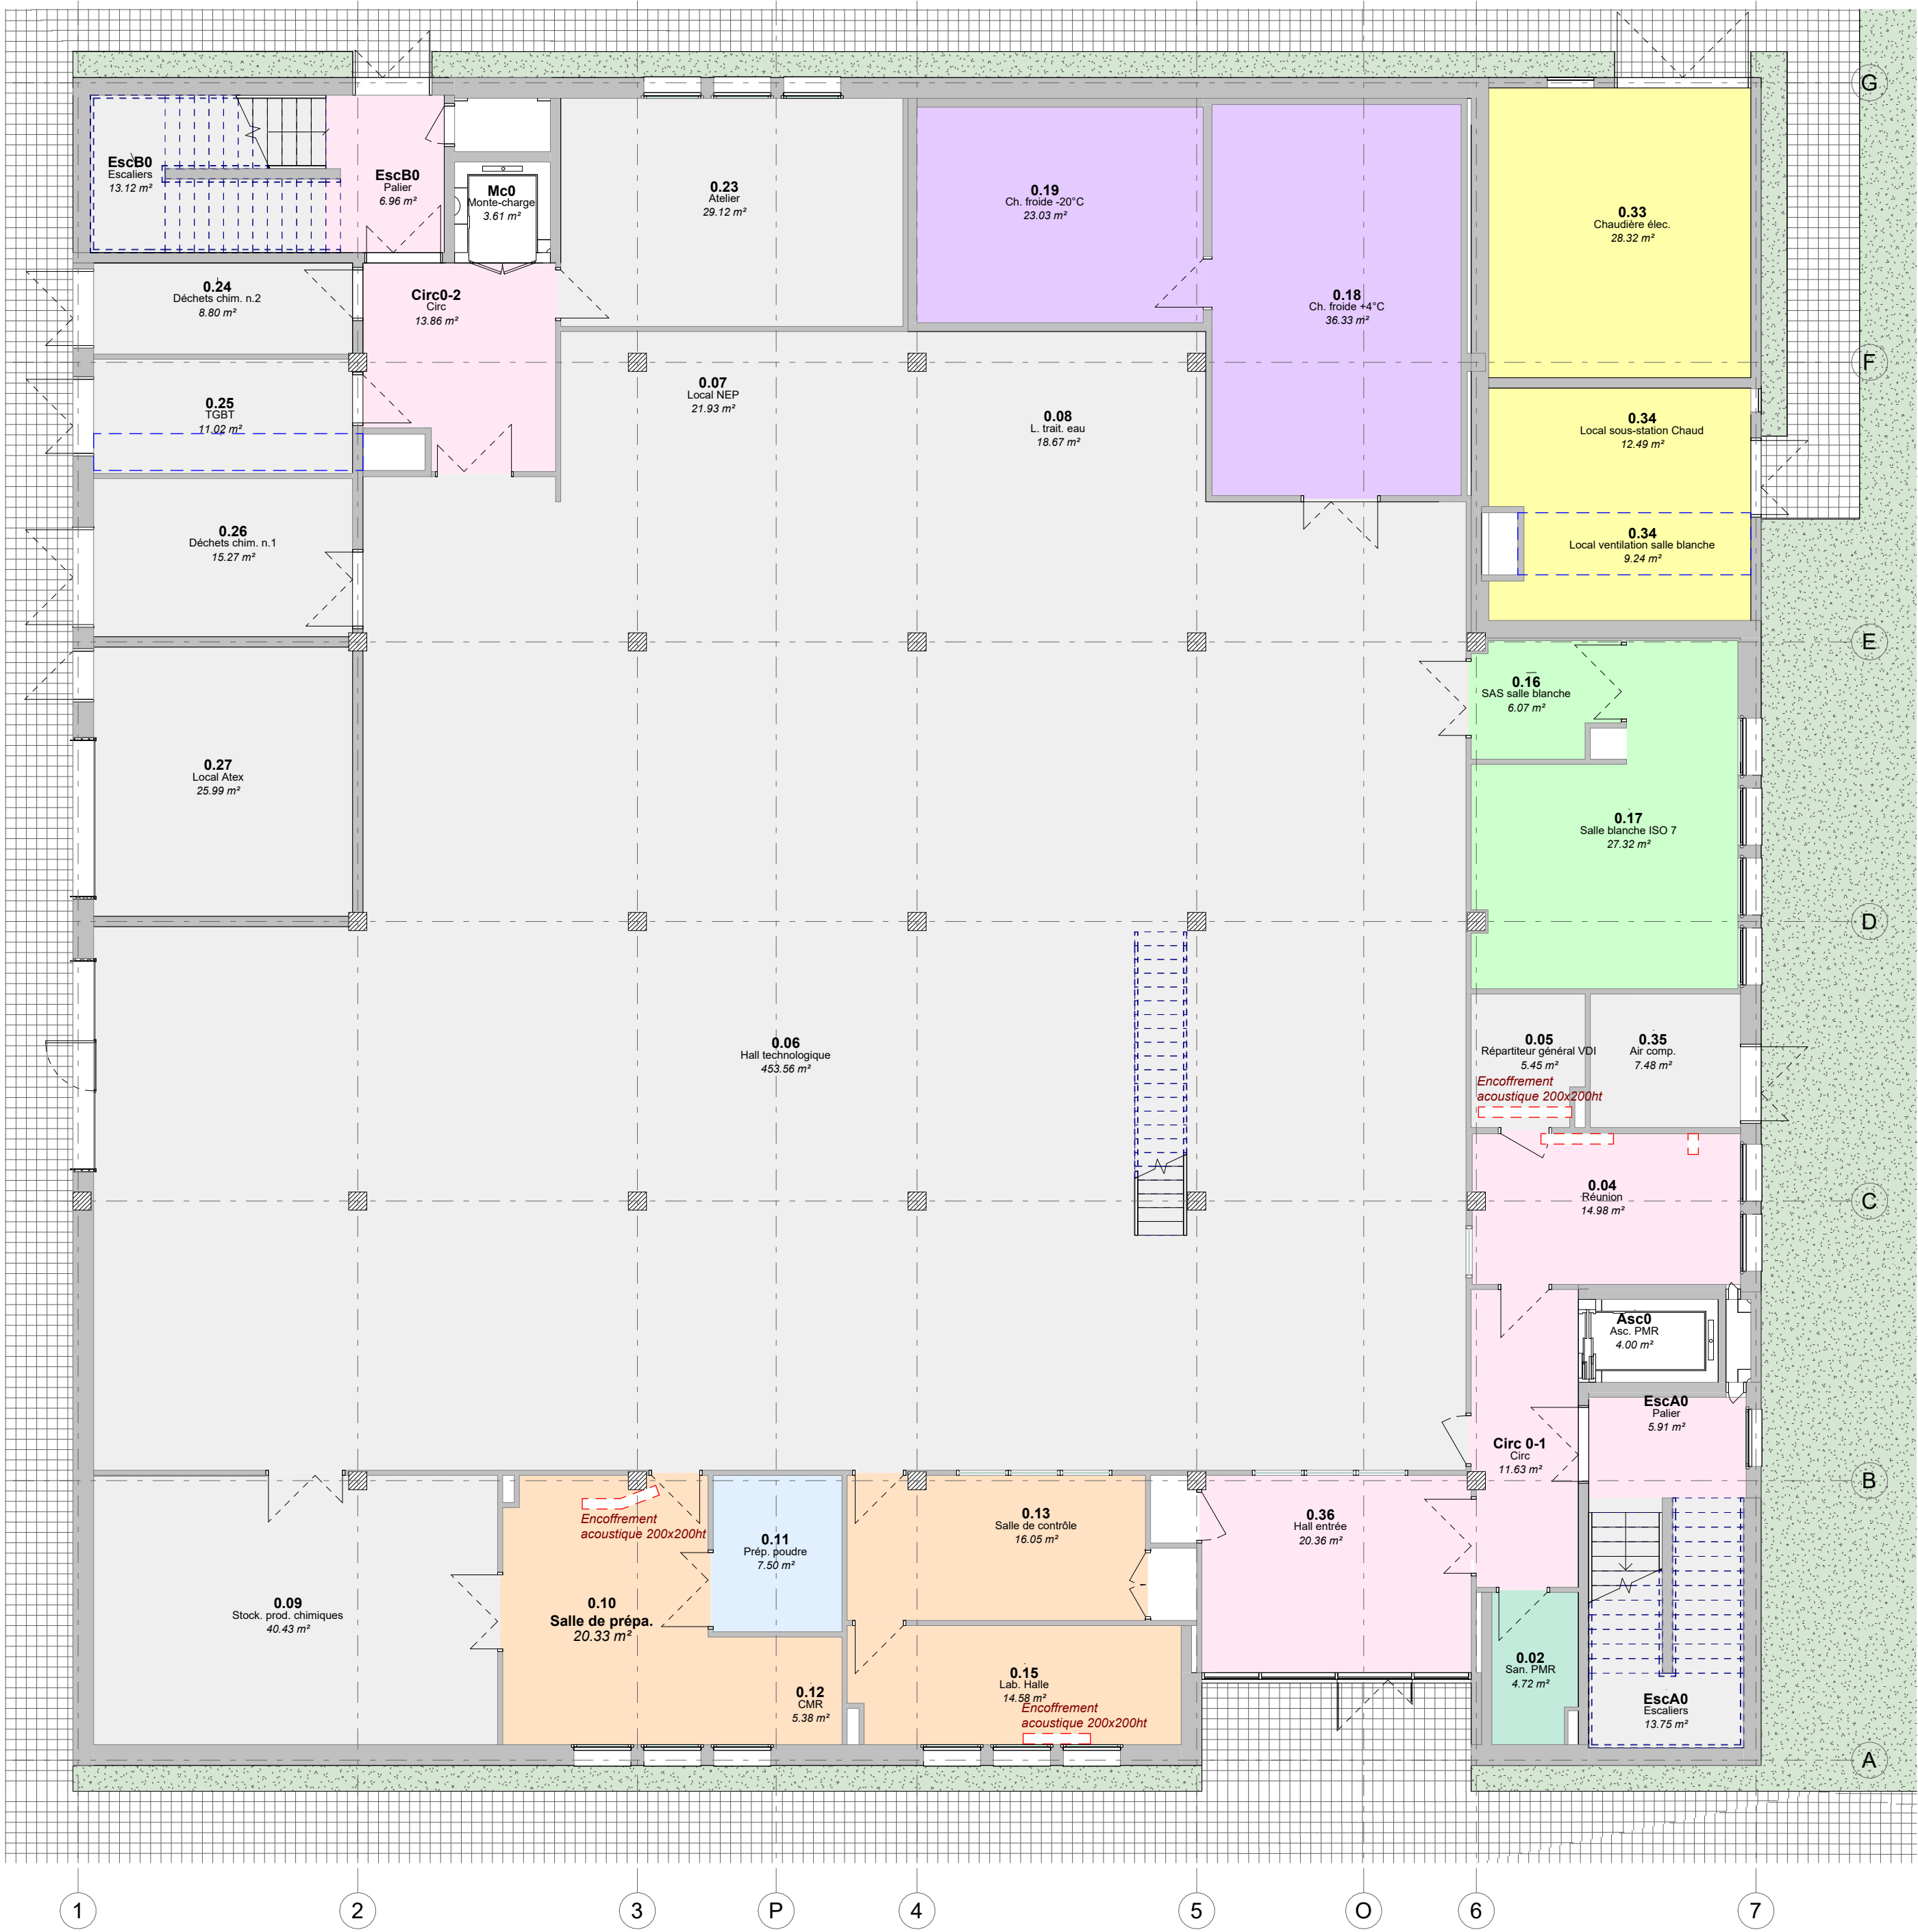 G
EscB0
Escaliers
13.12 m²
EscB0
Palier
6.96 m²
Mc0
Monte-charge
3.61 m²
0.23
Atelier
29.12 m²
0.19
Ch. froide -20°C
23.03 m²
0.33
Chaudière élec.
28.32 m²
0.24
Déchets chim. n.2
8.80 m²
Circ0-2
Circ
13.86 m²
0.18
Ch. froide +4°C
36.33 m²
F
0.25
TGBT
11.02 m²
0.07
Local NEP
21.93 m²
0.08
L. trait. eau
18.67 m²
0.34
Local sous-station Chaud
12.49 m²
0.26
Déchets chim. n.1
15.27 m²
0.34
Local ventilation salle blanche
9.24 m²
E
0.16
SAS salle blanche
6.07 m²
0.27
Local Atex
25.99 m²
0.17
Salle blanche ISO 7
27.32 m²
D
0.06
Hall technologique
453.56 m²
0.05
Répartiteur général VDI
5.45 m²
0.35
Air comp.
7.48 m²
Encoffrement
acoustique 200x200ht
0.04
Réunion
14.98 m²
C
Asc0
Asc. PMR
4.00 m²
EscA0
Palier
5.91 m²
Circ 0-1
Circ
11.63 m²
B
Encoffrement
acoustique 200x200ht
0.11
Prép. poudre
7.50 m²
0.13
Salle de contrôle
16.05 m²
0.36
Hall entrée
20.36 m²
0.09
Stock. prod. chimiques
40.43 m²
0.10
Salle de prépa.
20.33 m²
0.12
CMR
5.38 m²
0.15
Lab. Halle
14.58 m²
Encoffrement
acoustique 200x200ht
0.02
San. PMR
4.72 m²
EscA0
Escaliers
13.75 m²
A
1
2
3
P
4
5
O
6
7